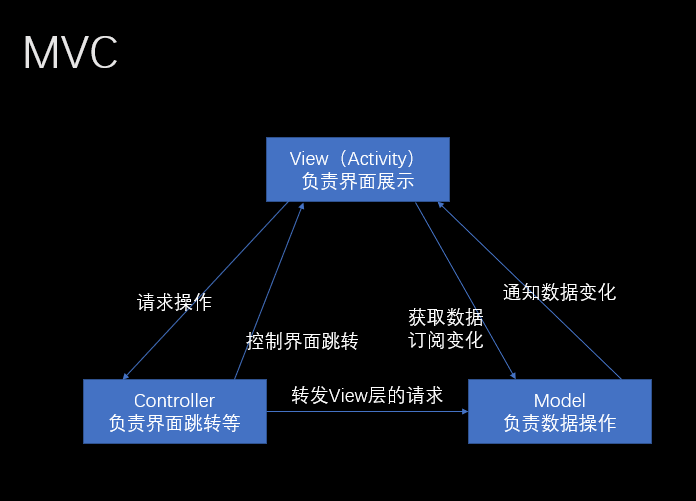 MVC
View（Activity）
负责界面展示
请求操作
控制界面跳转
获取数据
订阅变化
通知数据变化
Controller
负责界面跳转等
转发View层的请求
Model
负责数据操作